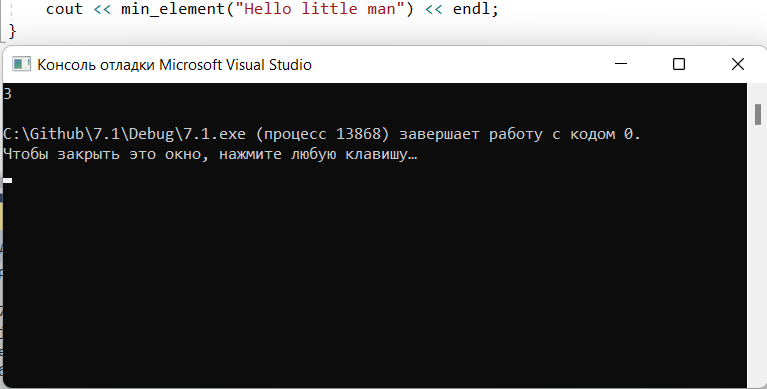 cout << min_element("Hello little man") << endl;
}
Консоль отладки Microsoft Visual Studio
3
C:\Github\7.1\Debug\7.1.exe (процесс 13868) завершает работу с кодом 0.
Чтобы закрыть это окно, нажмите любую клавишу…